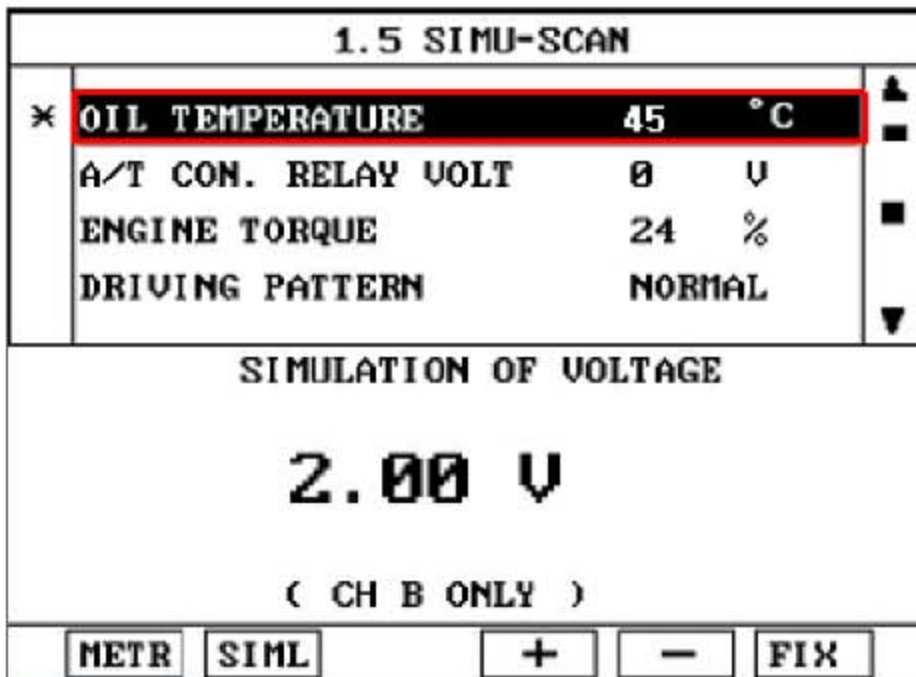 1.5 SIMU-SCAN
* OIL TEMPERATURE 45 °C
A/T CON. RELAY VOLT 0 V
ENGINE TORQUE 24 %
DRIVING PATTERN NORMAL
SIMULATION OF VOLTAGE
2.00 V
( CH B ONLY )
METR SIML + - FIX